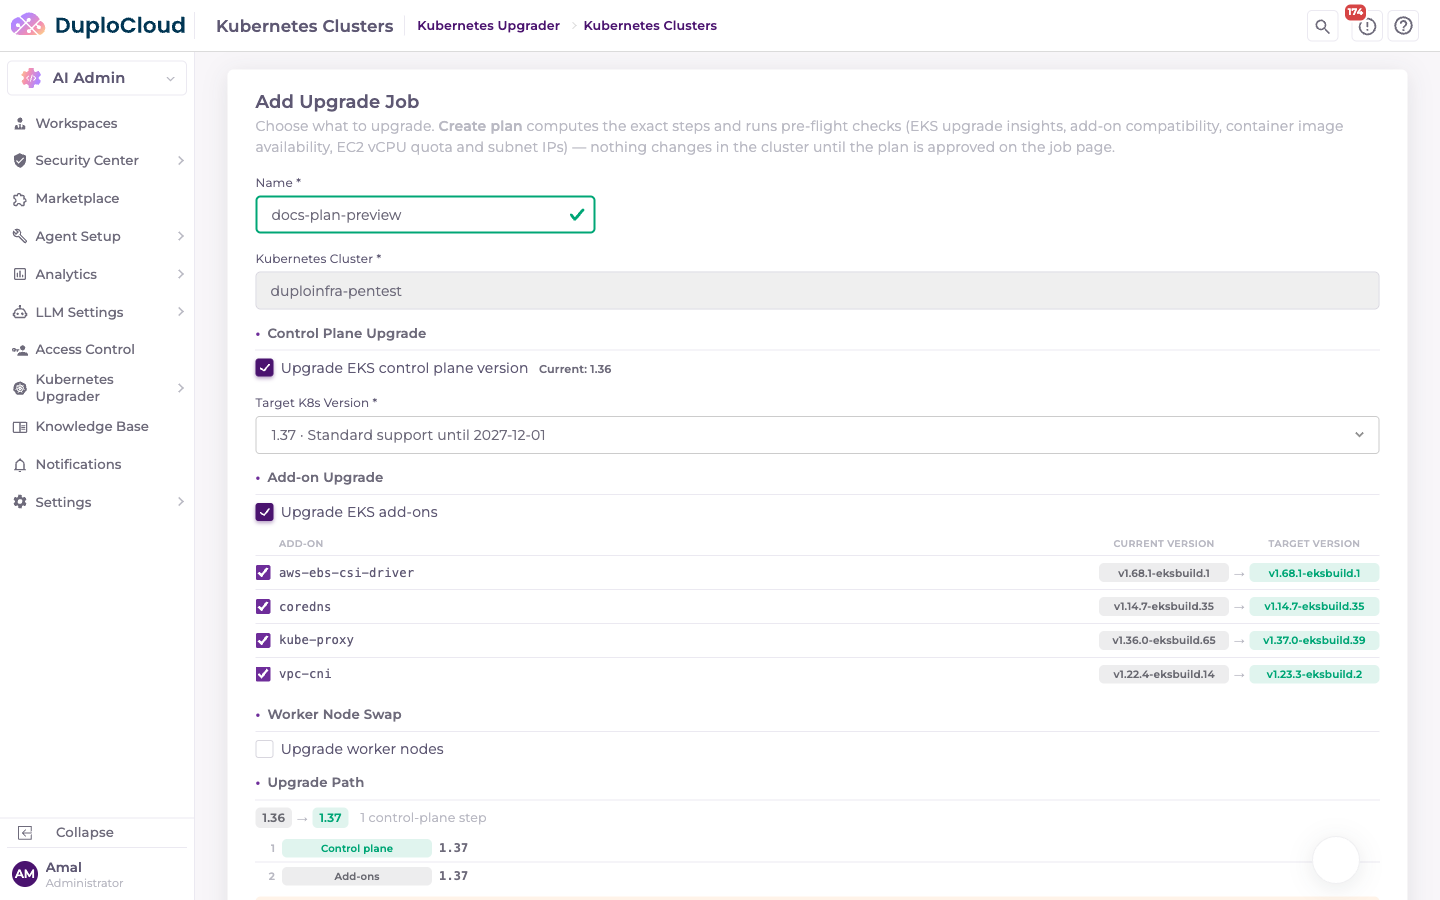 DuploCloud
Kubernetes Clusters
Kubernetes Upgrader
Kubernetes Clusters
174
AI Admin
Workspaces
Security Center
Marketplace
Agent Setup
Analytics
LLM Settings
Access Control
Kubernetes
Upgrader
Knowledge Base
Notifications
Settings
Collapse
AM
Amal
Administrator
Add Upgrade Job
Choose what to upgrade. Create plan computes the exact steps and runs pre-flight checks (EKS upgrade insights, add-on compatibility, container image
availability, EC2 vCPU quota and subnet IPs) — nothing changes in the cluster until the plan is approved on the job page.
Name *
docs-plan-preview
Kubernetes Cluster *
duploinfra-pentest
• Control Plane Upgrade
Upgrade EKS control plane version Current: 1.36
Target K8s Version *
1.37 · Standard support until 2027-12-01
• Add-on Upgrade
Upgrade EKS add-ons
ADD-ON CURRENT VERSION TARGET VERSION
aws-ebs-csi-driver v1.68.1-eksbuild.1 → v1.68.1-eksbuild.1
coredns v1.14.7-eksbuild.35 → v1.14.7-eksbuild.35
kube-proxy v1.36.0-eksbuild.65 → v1.37.0-eksbuild.39
vpc-cni v1.22.4-eksbuild.14 → v1.23.3-eksbuild.2
• Worker Node Swap
Upgrade worker nodes
• Upgrade Path
1.36 → 1.37 1 control-plane step
1 Control plane 1.37
2 Add-ons 1.37